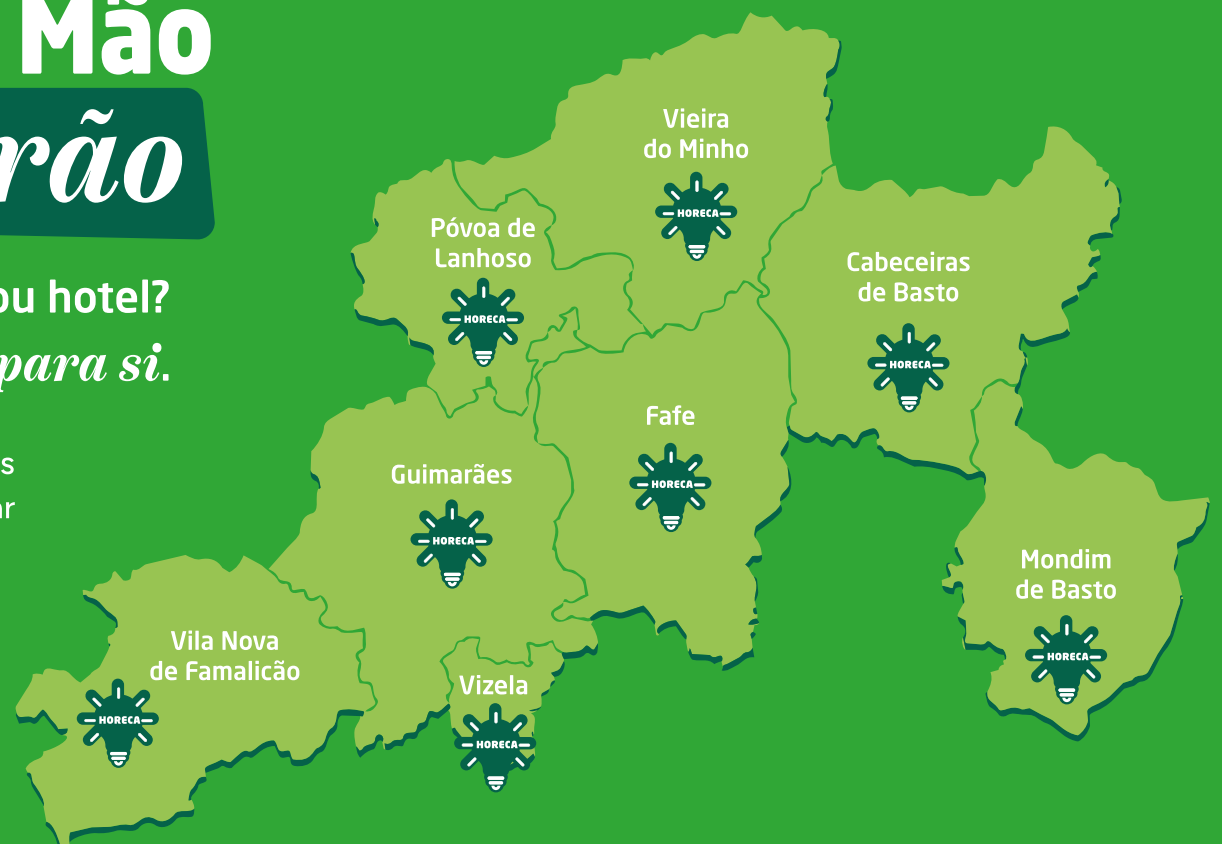 Mão
rão
ou hotel?
para si.
s
ar
Vieira
do Minho
HORECA
Póvoa de
Lanhoso
HORECA
Cabeceiras
de Basto
HORECA
Fafe
HORECA
Guimarães
HORECA
Mondim
de Basto
HORECA
Vila Nova
de Famalicão
HORECA
Vizela
HORECA